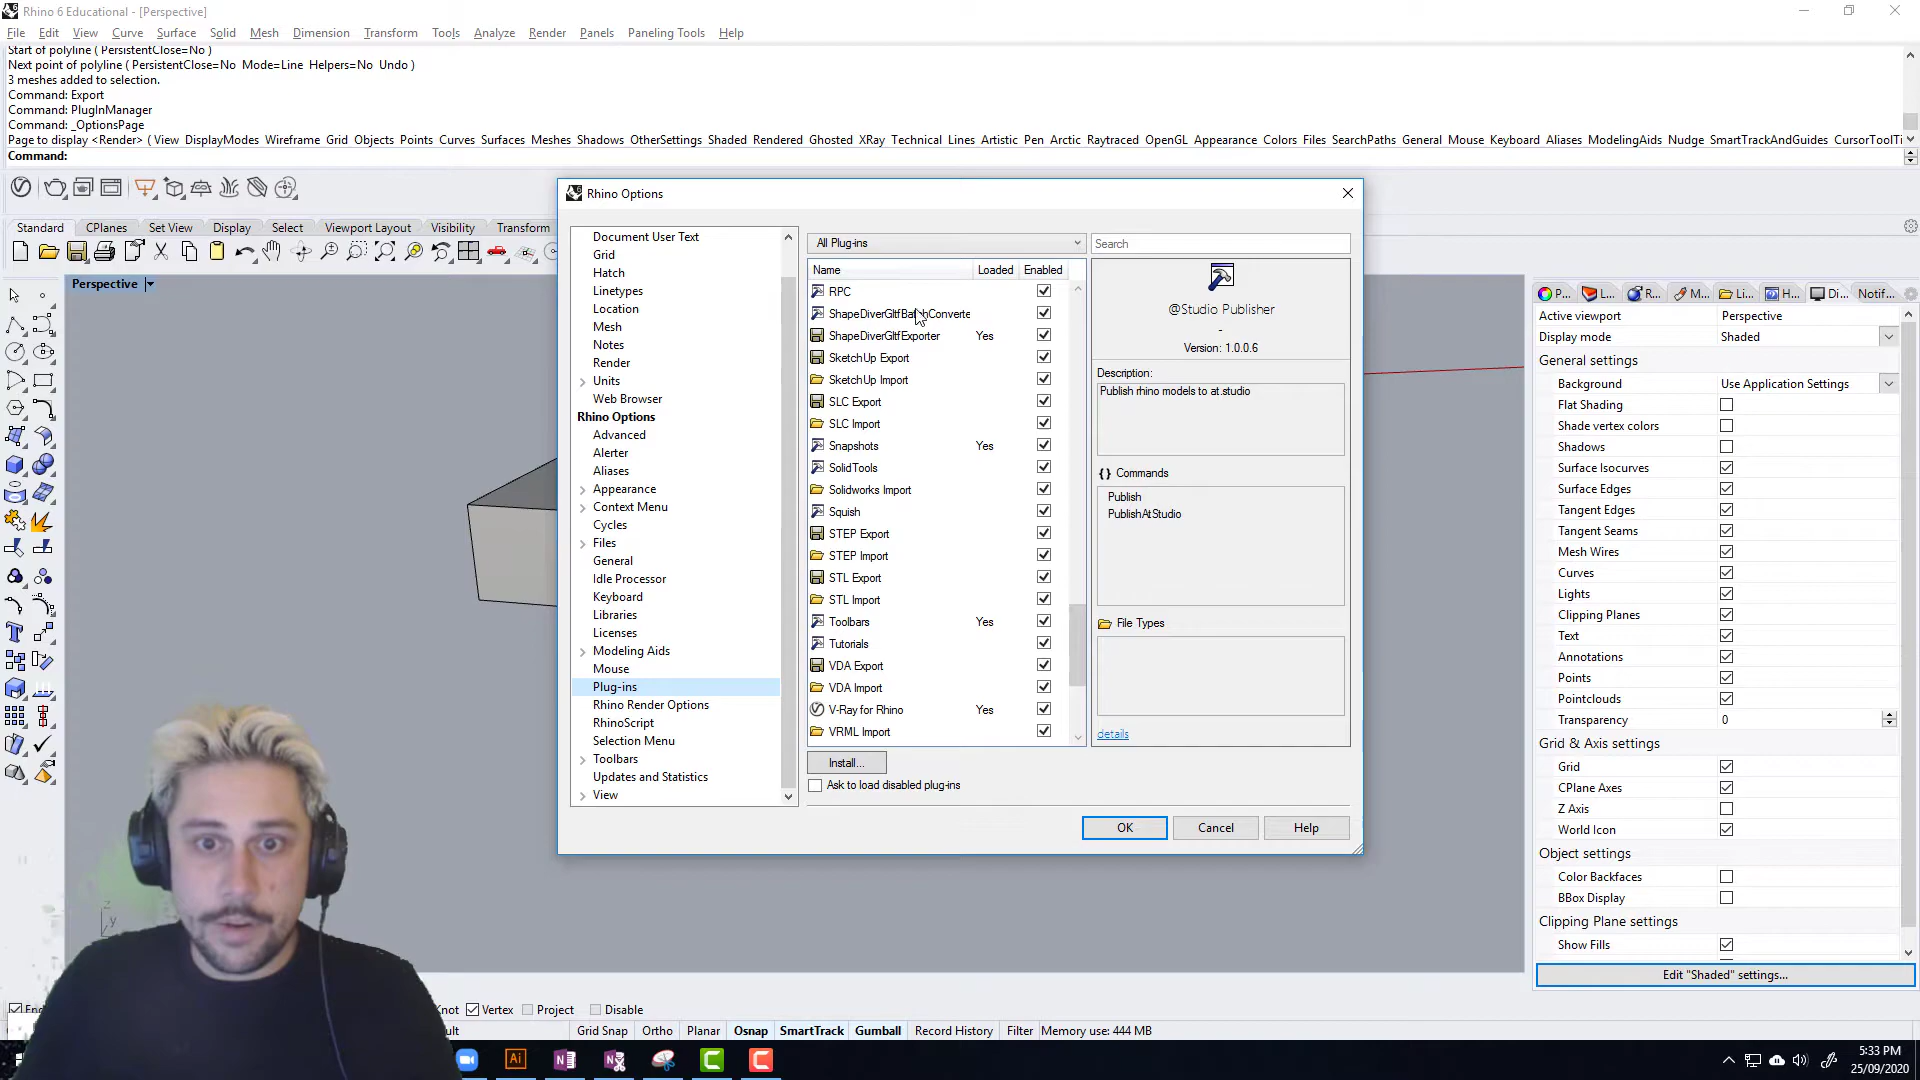 Rhino 6 Educational - [Perspective]
File Edit View Curve Surface Solid Mesh Dimension Transform Tools Analyze Render Panels Paneling Tools Help
Start of polyline ( PersistentClose=No )
Next point of polyline ( PersistentClose=No Mode=Line Helpers=No Undo )
3 meshes added to selection.
Command: Export
Command: PlugInManager
Command: _OptionsPage
Page to display <Render> ( View DisplayModes Wireframe Grid Objects Points Curves Surfaces Meshes Shadows OtherSettings Shaded Rendered Ghosted XRay Technical Lines Artistic Pen Arctic Raytraced OpenGL Appearance Colors Files SearchPaths General Mouse Keyboard Aliases ModelingAids Nudge SmartTrackAndGuides CursorToolTi
Command:
Standard CPlanes Set View Display Select Viewport Layout Visibility Transform
Perspective
Rhino Options
Document User Text
Grid
Hatch
Linetypes
Location
Mesh
Notes
Render
Units
Web Browser
Rhino Options
Advanced
Alerter
Aliases
Appearance
Context Menu
Cycles
Files
General
Idle Processor
Keyboard
Libraries
Licenses
Modeling Aids
Mouse
Plug-ins
Rhino Render Options
RhinoScript
Selection Menu
Toolbars
Updates and Statistics
View
All Plug-ins
Name Loaded Enabled
RPC
ShapeDiverGltfBatchConverte
ShapeDiverGltfExporter Yes
SketchUp Export
SketchUp Import
SLC Export
SLC Import
Snapshots Yes
SolidTools
Solidworks Import
Squish
STEP Export
STEP Import
STL Export
STL Import
Toolbars Yes
Tutorials
VDA Export
VDA Import
V-Ray for Rhino Yes
VRML Import
Install...
Ask to load disabled plug-ins
Search
@Studio Publisher
-
Version: 1.0.0.6
Description:
Publish rhino models to at.studio
{} Commands
Publish
PublishAtStudio
File Types
details
OK Cancel Help
P... L... R... M... Li... H... Di... Notif...
Active viewport Perspective
Display mode Shaded
General settings
Background Use Application Settings
Flat Shading
Shade vertex colors
Shadows
Surface Isocurves
Surface Edges
Tangent Edges
Tangent Seams
Mesh Wires
Curves
Lights
Clipping Planes
Text
Annotations
Points
Pointclouds
Transparency 0
Grid & Axis settings
Grid
CPlane Axes
Z Axis
World Icon
Object settings
Color Backfaces
BBox Display
Clipping Plane settings
Show Fills
Edit "Shaded" settings...
z
y
Knot Vertex Project Disable
Grid Snap Ortho Planar Osnap SmartTrack Gumball Record History Filter Memory use: 444 MB
5:33 PM
25/09/2020